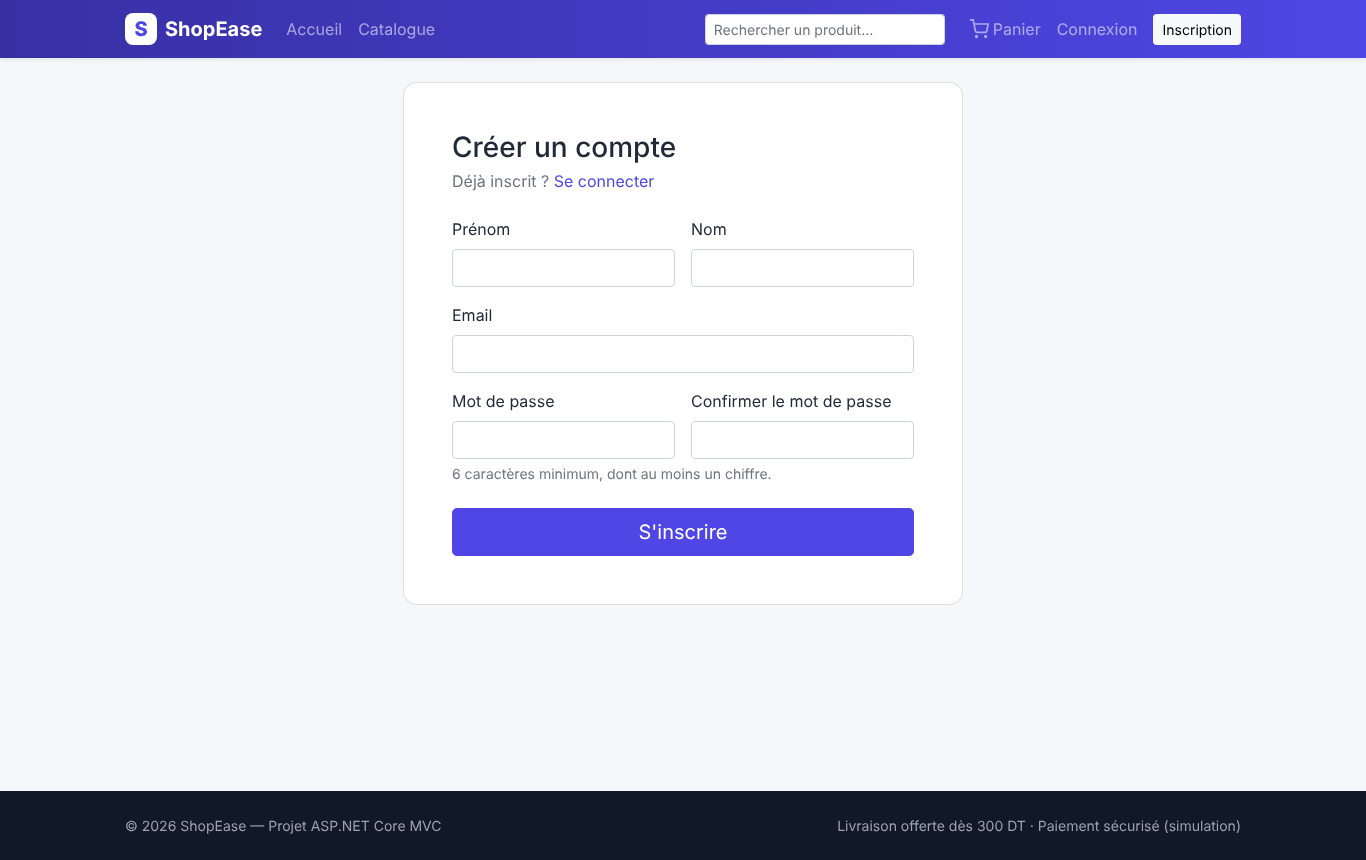 S ShopEase Accueil Catalogue Rechercher un produit... Panier Connexion Inscription
Créer un compte
Déjà inscrit ? Se connecter
Prénom Nom
Email
Mot de passe Confirmer le mot de passe
6 caractères minimum, dont au moins un chiffre.
S'inscrire
© 2026 ShopEase — Projet ASP.NET Core MVC Livraison offerte dès 300 DT · Paiement sécurisé (simulation)